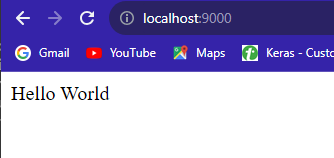 localhost:9000
Gmail YouTube Maps Keras - Custo
Hello World